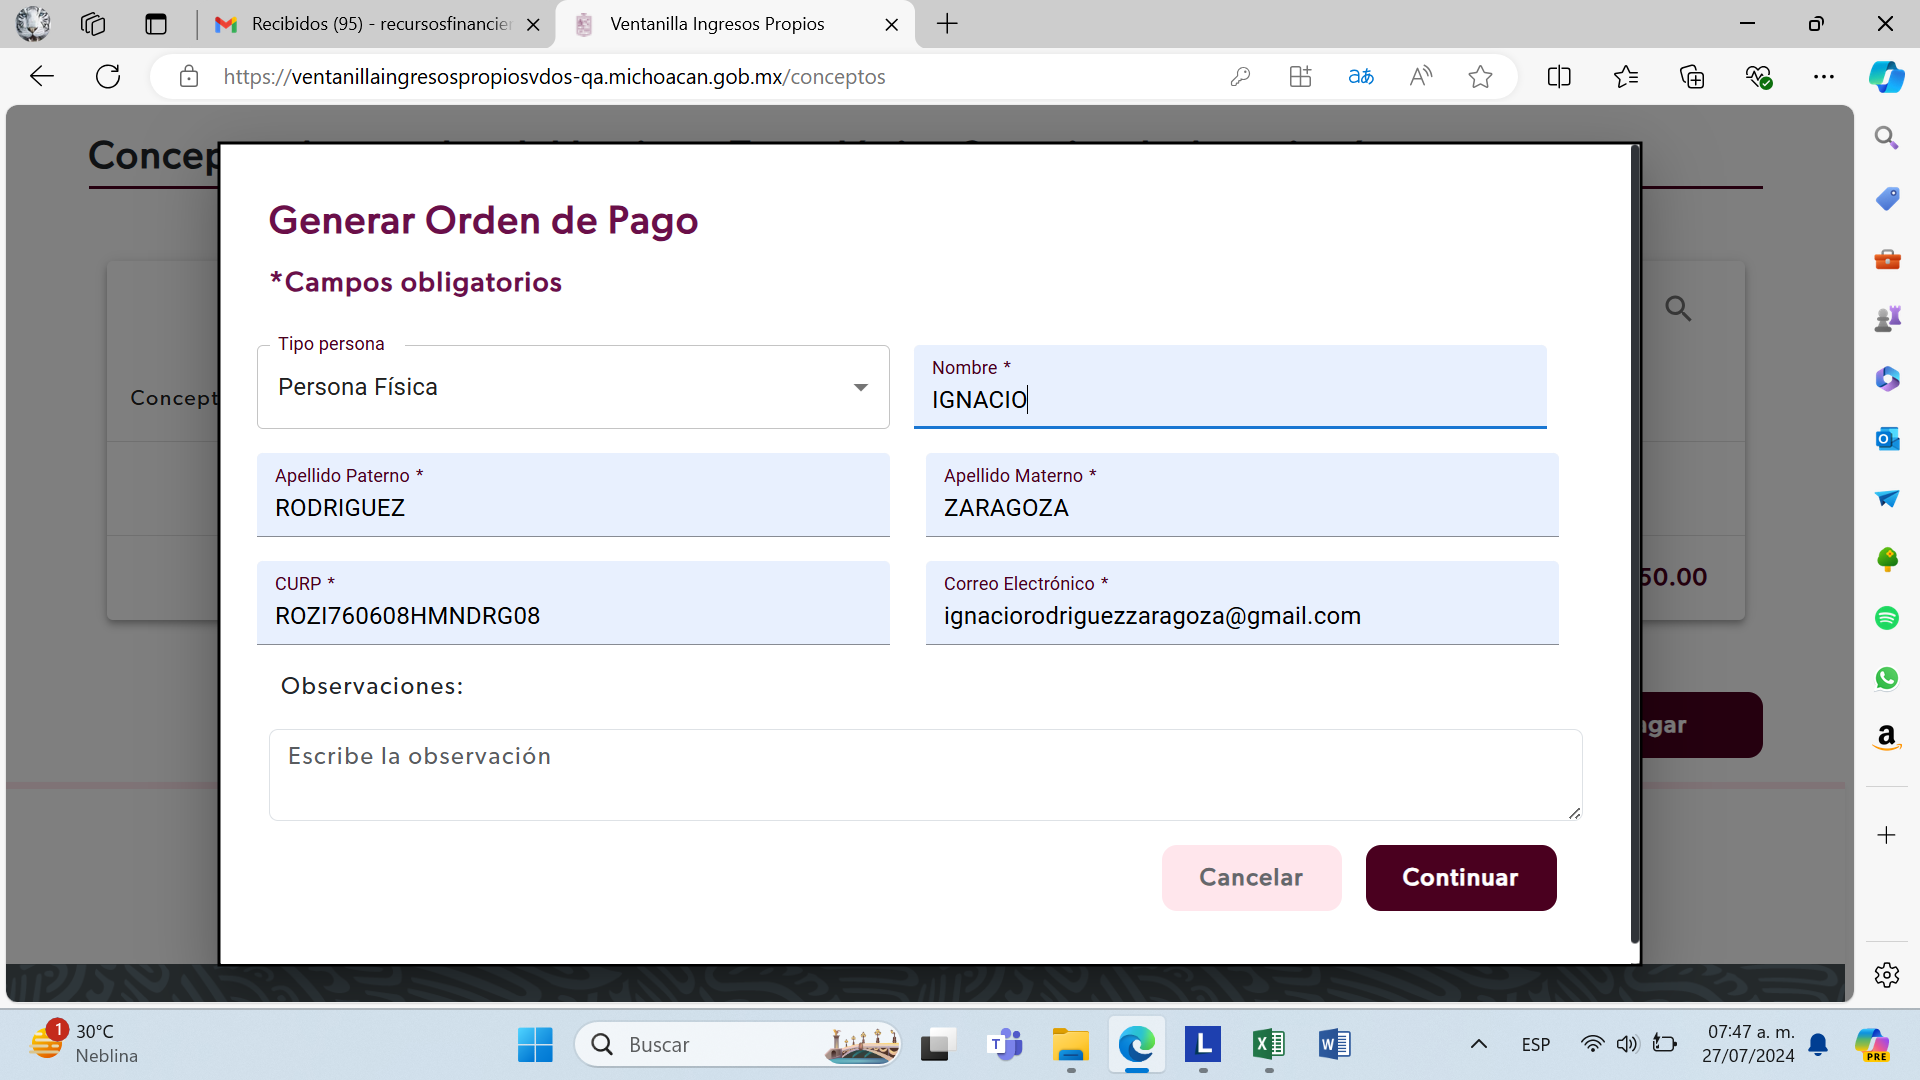 Recibidos (95) - recursosfinancier
Ventanilla Ingresos Propios
https://ventanillaingresospropiosvdos-qa.michoacan.gob.mx/conceptos
Concep
Generar Orden de Pago
*Campos obligatorios
Tipo persona
Persona Física
Nombre *
IGNACIO
Concept
Apellido Paterno *
RODRIGUEZ
Apellido Materno *
ZARAGOZA
CURP *
ROZI760608HMNDRG08
Correo Electrónico *
ignaciorodriguezzaragoza@gmail.com
50.00
Observaciones:
Escribe la observación
gar
Cancelar
Continuar
1
30°C
Neblina
Buscar
ESP
07:47 a. m.
27/07/2024
PRE